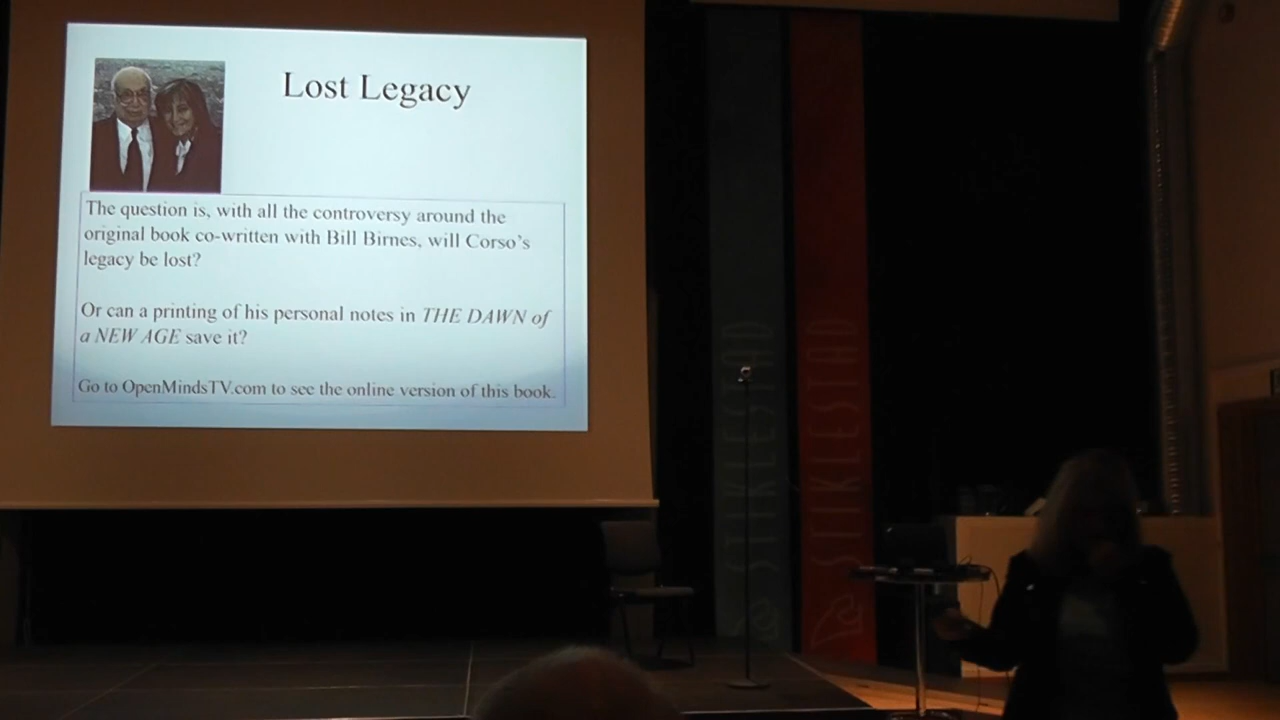 Lost Legacy
The question is, with all the controversy around the
original book co-written with Bill Birnes, will Corso's
legacy be lost?
Or can a printing of his personal notes in THE DAWN of
a NEW AGE save it?
Go to OpenMindsTV.com to see the online version of this book.
STIKLESTAD
STIKLESTAD